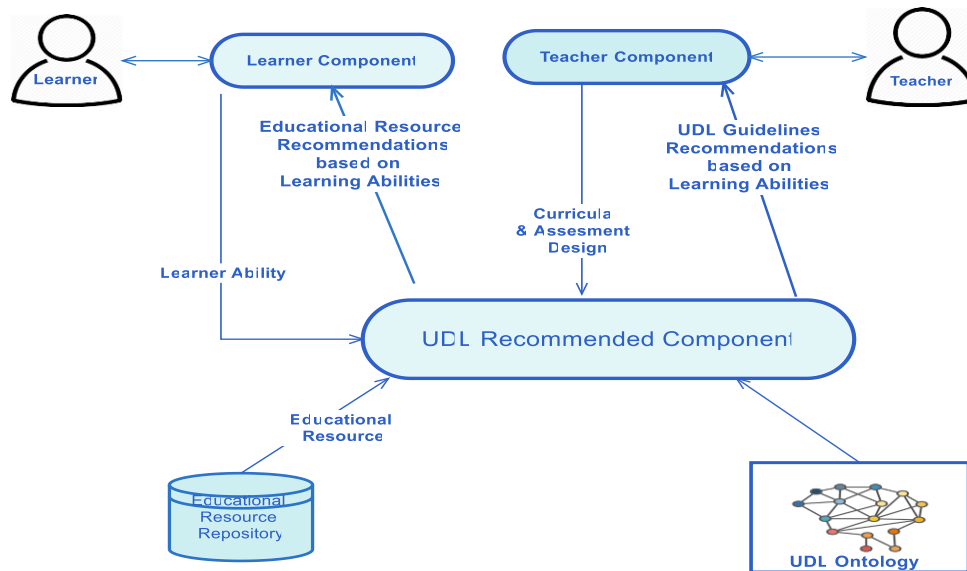 Learner
Learner Component
Teacher Component
Teacher
Educational Resource
Recommendations
based on
Learning Abilities
UDL Guidelines
Recommendations
based on
Learning Abilities
Curricula
& Assesment
Design
Learner Ability
UDL Recommended Component
Educational
Resource
Educational
Resource
Repository
UDL Ontology